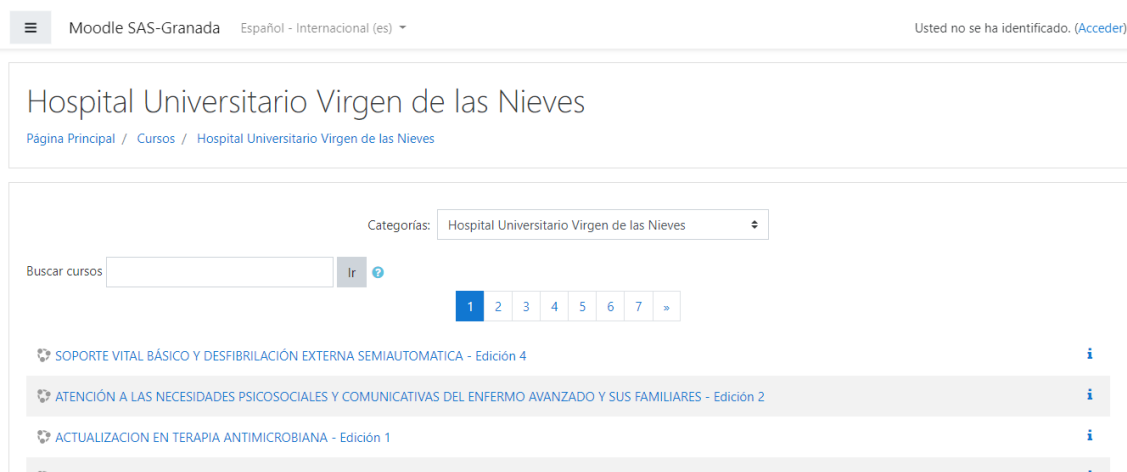 Moodle SAS-Granada Español - Internacional (es) Usted no se ha identificado. (Acceder)
Hospital Universitario Virgen de las Nieves
Página Principal / Cursos / Hospital Universitario Virgen de las Nieves
Categorías: Hospital Universitario Virgen de las Nieves
Buscar cursos Ir
1 2 3 4 5 6 7 »
SOPORTE VITAL BÁSICO Y DESFIBRILACIÓN EXTERNA SEMIAUTOMATICA - Edición 4
ATENCIÓN A LAS NECESIDADES PSICOSOCIALES Y COMUNICATIVAS DEL ENFERMO AVANZADO Y SUS FAMILIARES - Edición 2
ACTUALIZACION EN TERAPIA ANTIMICROBIANA - Edición 1